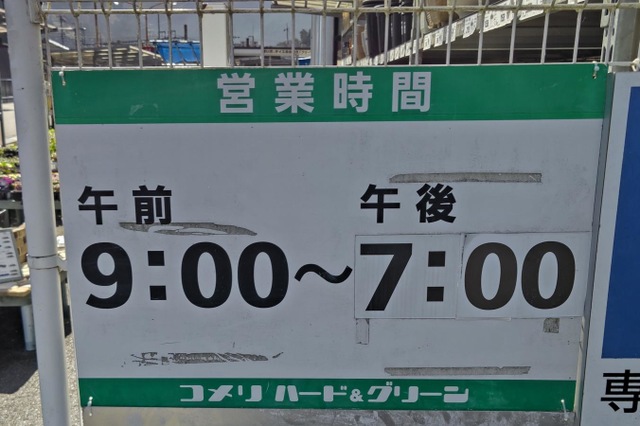 営業時間
午前 午後
9:00～7:00
コメリ ハード&グリーン
専